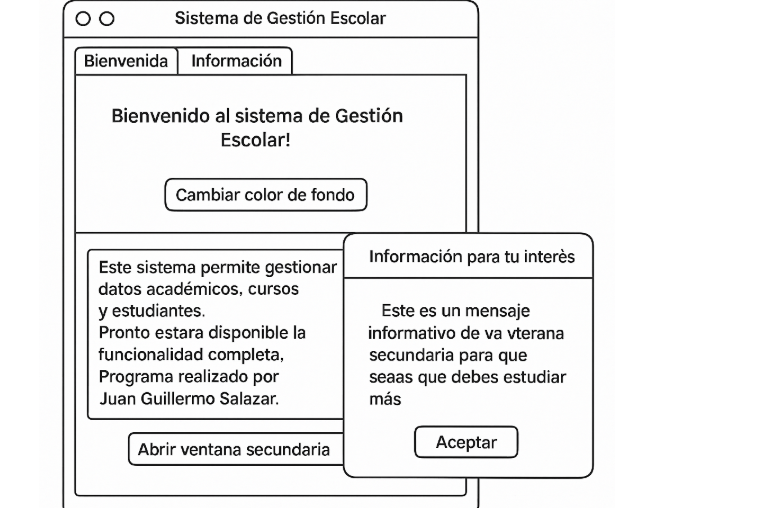 Sistema de Gestión Escolar
Bienvenida
Información
Bienvenido al sistema de Gestión
Escolar!
Cambiar color de fondo
Este sistema permite gestionar
datos académicos, cursos
y estudiantes.
Pronto estara disponible la
funcionalidad completa,
Programa realizado por
Juan Guillermo Salazar.
Abrir ventana secundaria
Información para tu interès
Este es un mensaje
informativo de va vterana
secundaria para que
seaas que debes estudiar
más
Aceptar